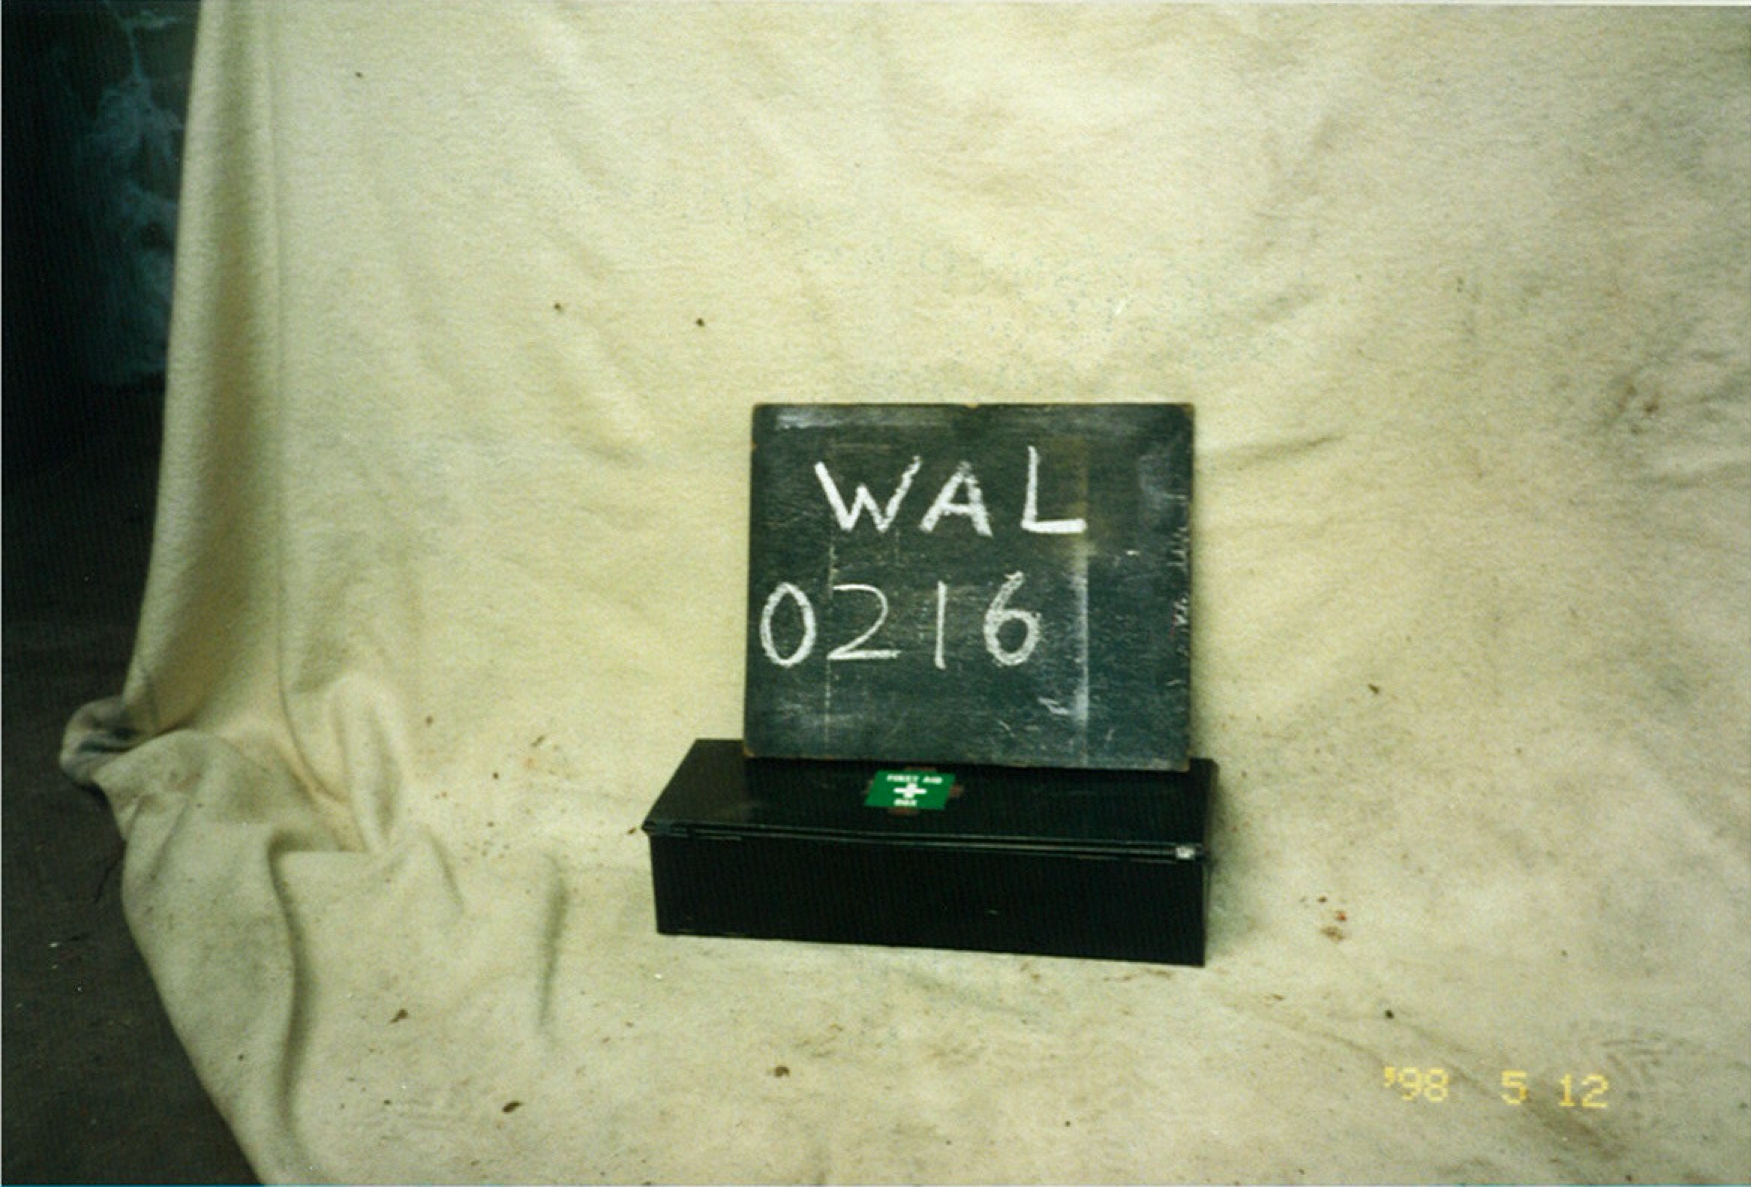 WAL
0216
FIRST AID
BOX
'98 5 12